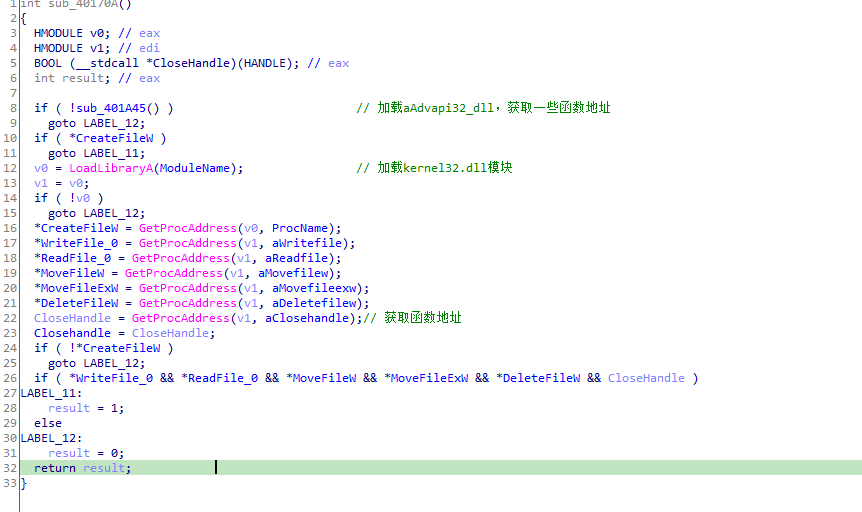 1 int sub_40170A()
2 {
3 HMODULE v0; // eax
4 HMODULE v1; // edi
5 BOOL (__stdcall *CloseHandle)(HANDLE); // eax
6 int result; // eax
7
8 if ( !sub_401A45() ) // 加载aAdvapi32_dll，获取一些函数地址
9 goto LABEL_12;
10 if ( *CreateFileW )
11 goto LABEL_11;
12 v0 = LoadLibraryA(ModuleName); // 加载kernel32.dll模块
13 v1 = v0;
14 if ( !v0 )
15 goto LABEL_12;
16 *CreateFileW = GetProcAddress(v0, ProcName);
17 *WriteFile_0 = GetProcAddress(v1, aWritefile);
18 *ReadFile_0 = GetProcAddress(v1, aReadfile);
19 *MoveFileW = GetProcAddress(v1, aMovefilew);
20 *MoveFileExW = GetProcAddress(v1, aMovefileexw);
21 *DeleteFileW = GetProcAddress(v1, aDeletefilew);
22 CloseHandle = GetProcAddress(v1, aClosehandle);// 获取函数地址
23 Closehandle = CloseHandle;
24 if ( !*CreateFileW )
25 goto LABEL_12;
26 if ( *WriteFile_0 && *ReadFile_0 && *MoveFileW && *MoveFileExW && *DeleteFileW && CloseHandle )
27 LABEL_11:
28 result = 1;
29 else
30 LABEL_12:
31 result = 0;
32 return result;
33 }